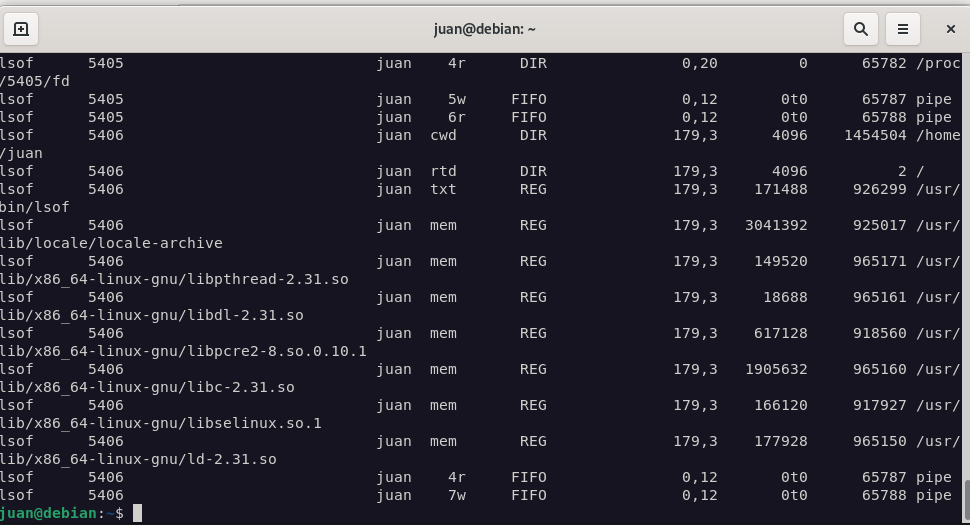 juan@debian: ~
lsof      5405                            juan    4r      DIR               0,20         0      65782 /proc
/5405/fd
lsof      5405                            juan    5w     FIFO               0,12       0t0      65787 pipe
lsof      5405                            juan    6r     FIFO               0,12       0t0      65788 pipe
lsof      5406                            juan  cwd       DIR              179,3      4096    1454504 /home
/juan
lsof      5406                            juan  rtd       DIR              179,3      4096          2 /
lsof      5406                            juan  txt       REG              179,3    171488     926299 /usr/
bin/lsof
lsof      5406                            juan  mem       REG              179,3   3041392     925017 /usr/
lib/locale/locale-archive
lsof      5406                            juan  mem       REG              179,3    149520     965171 /usr/
lib/x86_64-linux-gnu/libpthread-2.31.so
lsof      5406                            juan  mem       REG              179,3     18688     965161 /usr/
lib/x86_64-linux-gnu/libdl-2.31.so
lsof      5406                            juan  mem       REG              179,3    617128     918560 /usr/
lib/x86_64-linux-gnu/libpcre2-8.so.0.10.1
lsof      5406                            juan  mem       REG              179,3   1905632     965160 /usr/
lib/x86_64-linux-gnu/libc-2.31.so
lsof      5406                            juan  mem       REG              179,3    166120     917927 /usr/
lib/x86_64-linux-gnu/libselinux.so.1
lsof      5406                            juan  mem       REG              179,3    177928     965150 /usr/
lib/x86_64-linux-gnu/ld-2.31.so
lsof      5406                            juan    4r     FIFO               0,12       0t0      65787 pipe
lsof      5406                            juan    7w     FIFO               0,12       0t0      65788 pipe
juan@debian:~$